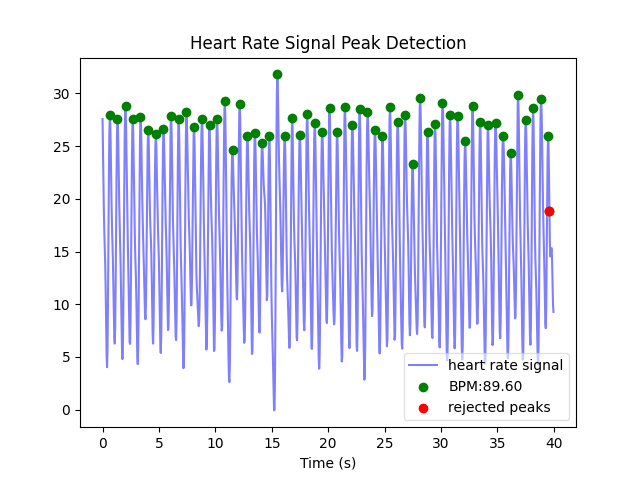 Heart Rate Signal Peak Detection
30
25
20
15
10
5
0
heart rate signal
BPM:89.60
rejected peaks
0 5 10 15 20 25 30 35 40
Time (s)